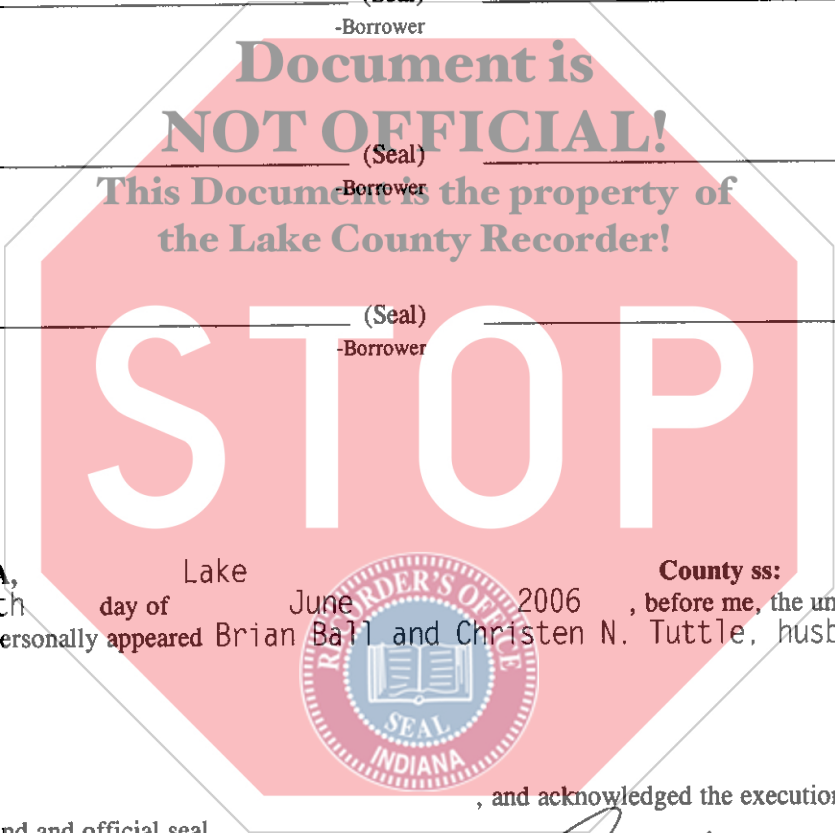 (Seal)
-Borrower
Document is
NOT OFFICIAL!
(Seal)
-Borrower
This Document is the property of
the Lake County Recorder!
(Seal)
-Borrower
STOP
Lake County ss:
day of June 2006 , before me, the
personally appeared Brian Ball and Christen N. Tuttle,
RECORDER'S OFFICE
SEAL
INDIANA
, and acknowledged the execution
and official seal